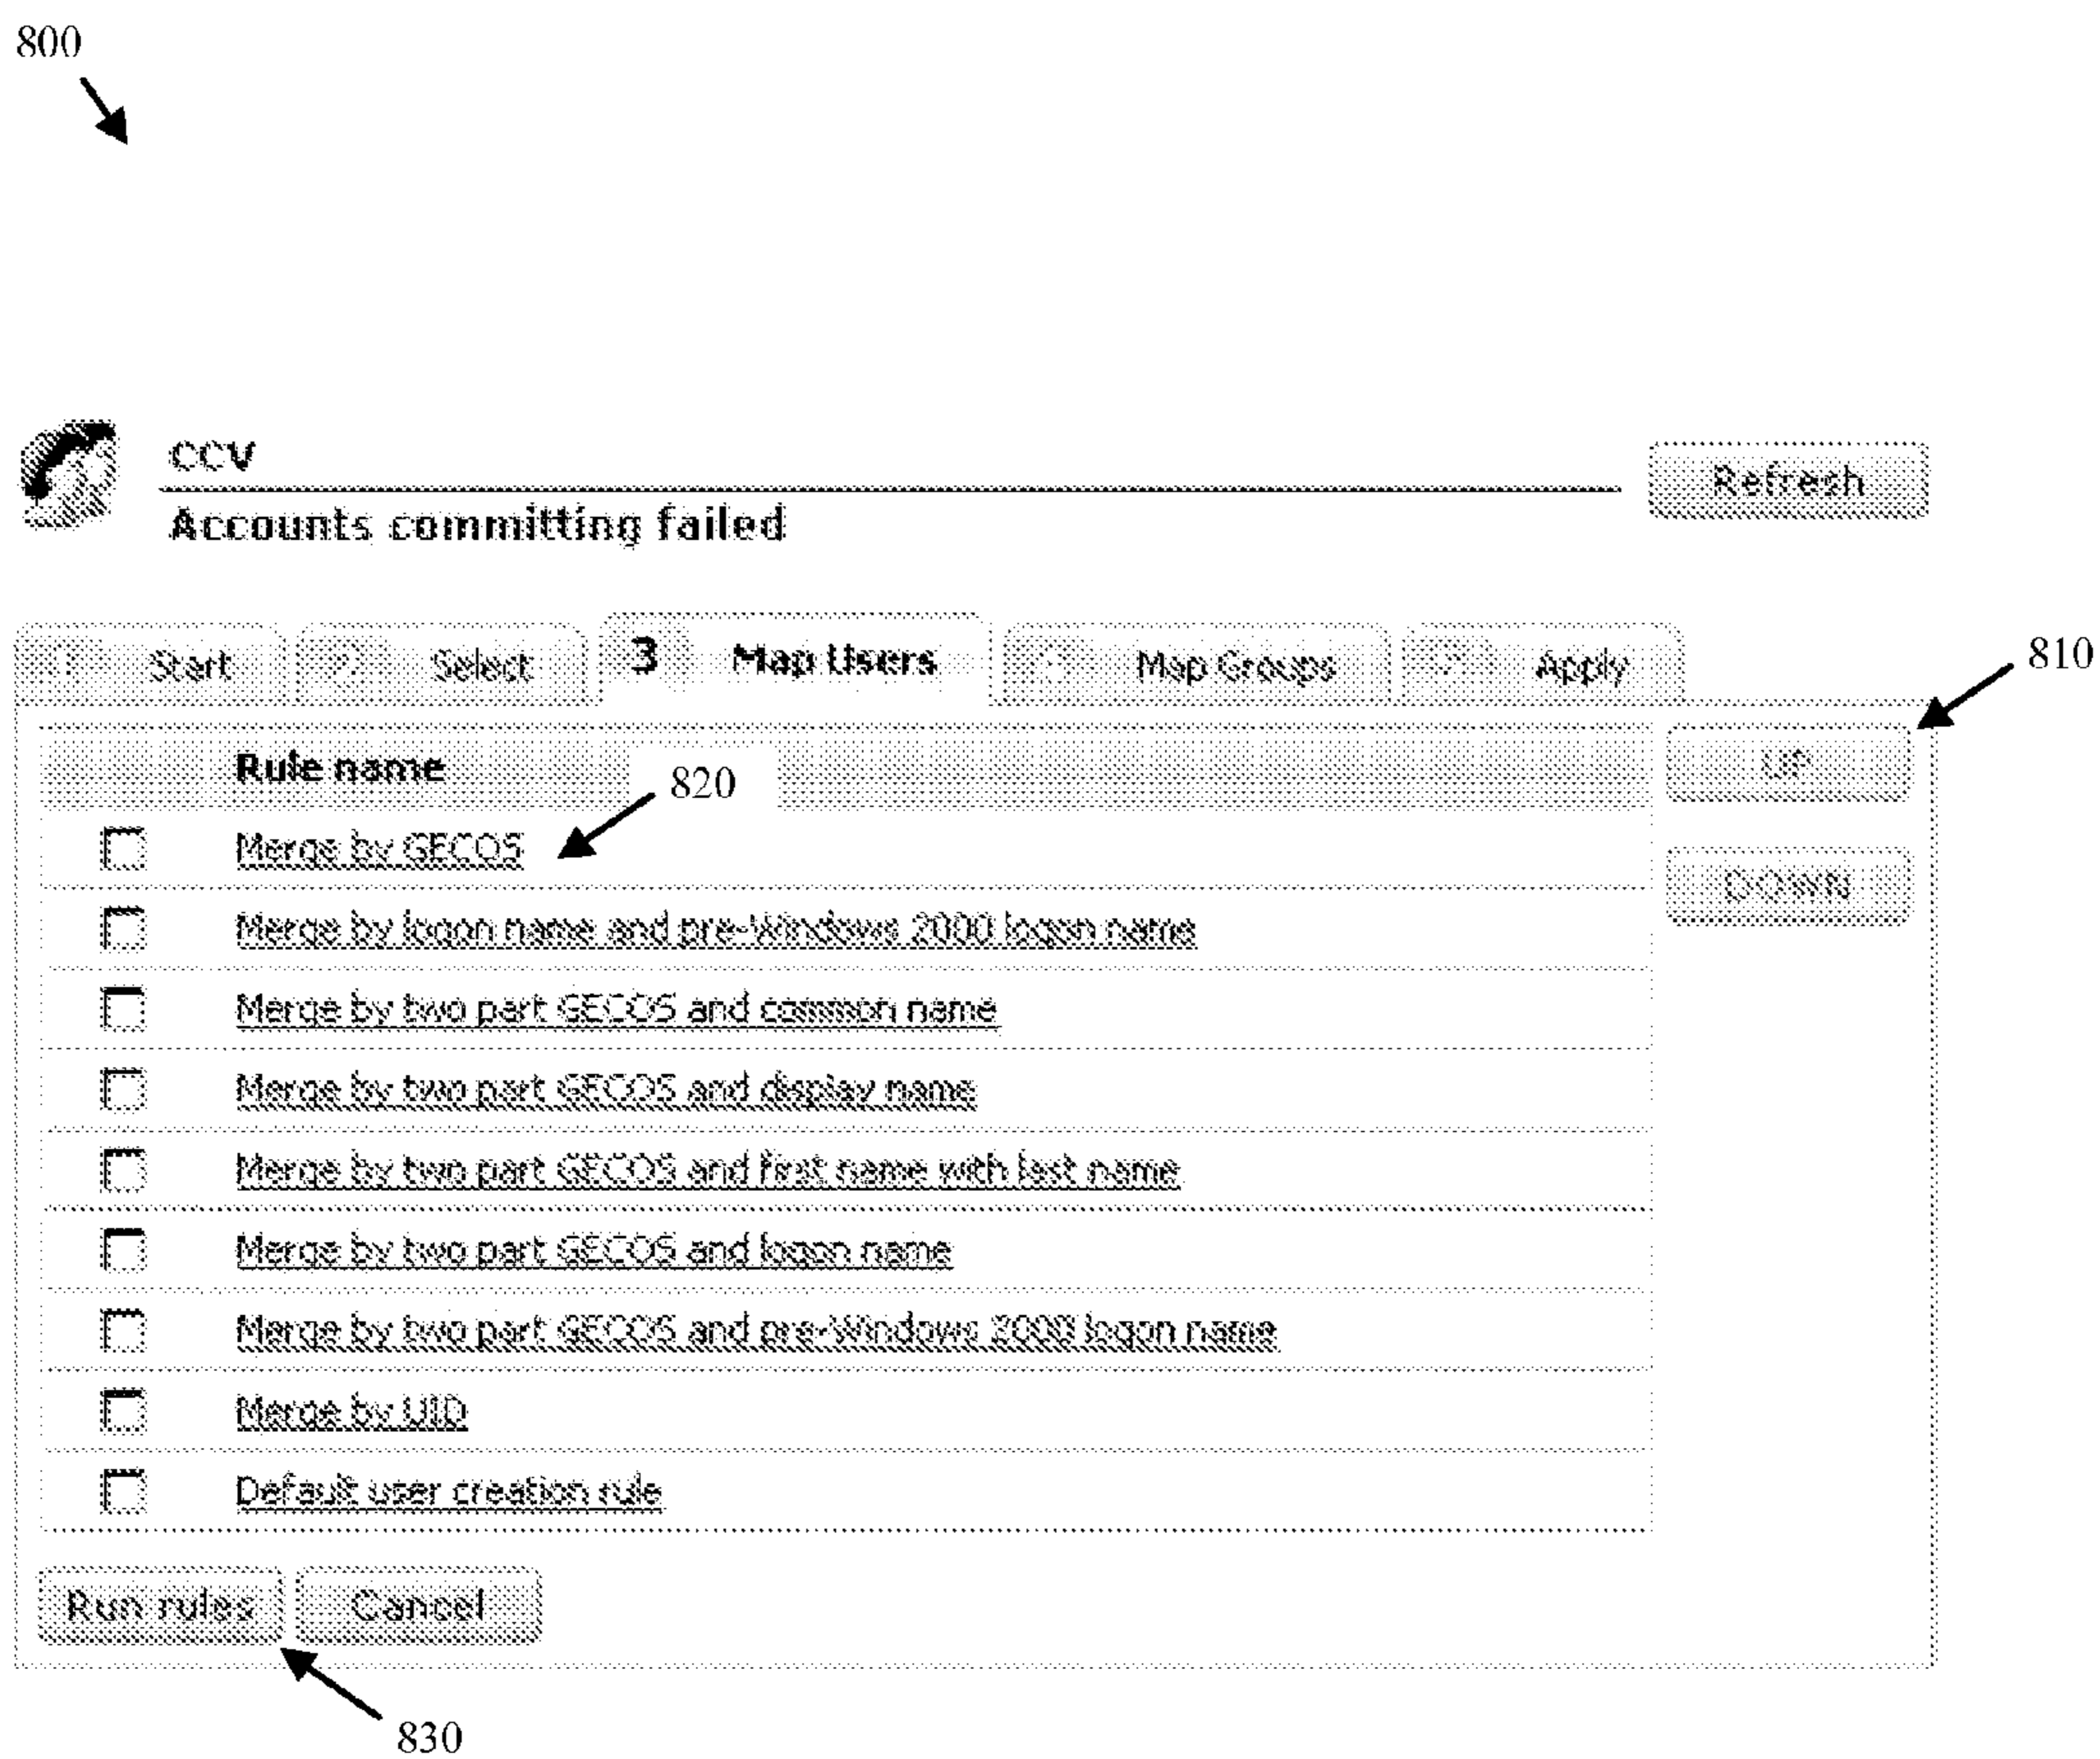 800
CCV
Refresh
Accounts committing failed
1 Start 2 Select 3 Map Users Map Groups Apply
810
Rule name
820
UP
Merge by GECOS
DOWN
Merge by logon name and pre-Windows 2000 logon name
Merge by two part GECOS and common name
Merge by two part GECOS and display name
Merge by two part GECOS and first name with last name
Merge by two part GECOS and logon name
Merge by two part GECOS and pre-Windows 2000 logon name
Merge by UID
Default user creation rule
Run rules Cancel
830